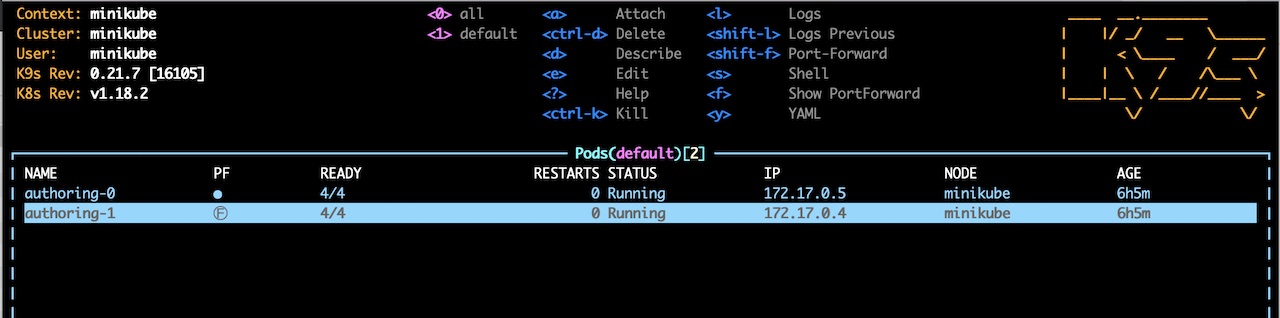 Context: minikube <0> all <a> Attach <l> Logs
Cluster: minikube <1> default <ctrl-d> Delete <shift-l> Logs Previous
User: minikube <d> Describe <shift-f> Port-Forward
K9s Rev: 0.21.7 [16105] <e> Edit <s> Shell
K8s Rev: v1.18.2 <?> Help <f> Show PortForward
<ctrl-k> Kill <y> YAML
K9s
Pods(default)[2]
NAME PF READY RESTARTS STATUS IP NODE AGE
authoring-0 ● 4/4 0 Running 172.17.0.5 minikube 6h5m
authoring-1 Ⓕ 4/4 0 Running 172.17.0.4 minikube 6h5m